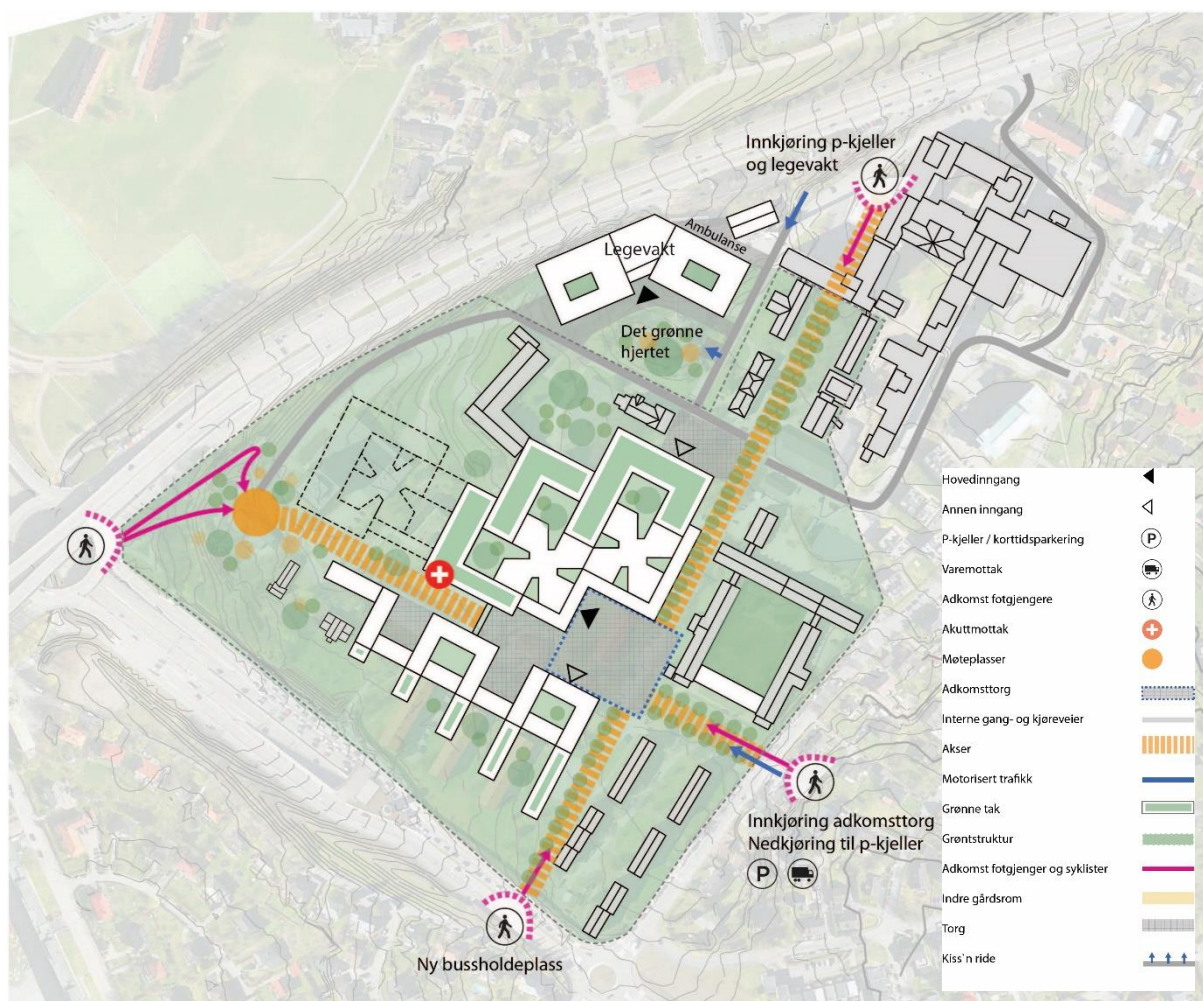 Innkjøring p-kjeller
og legevakt
Ambulanse
Legevakt
Det grønne
hjertet
Innkjøring adkomsttorg
Nedkjøring til p-kjeller
P
Ny bussholdeplass
Hovedinngang
Annen inngang
P-kjeller / korttidsparkering
P
Varemottak
Adkomst fotgjengere
Akuttmottak
Møteplasser
Adkomsttorg
Interne gang- og kjøreveier
Akser
Motorisert trafikk
Grønne tak
Grøntstruktur
Adkomst fotgjenger og syklister
Indre gårdsrom
Torg
Kiss`n ride